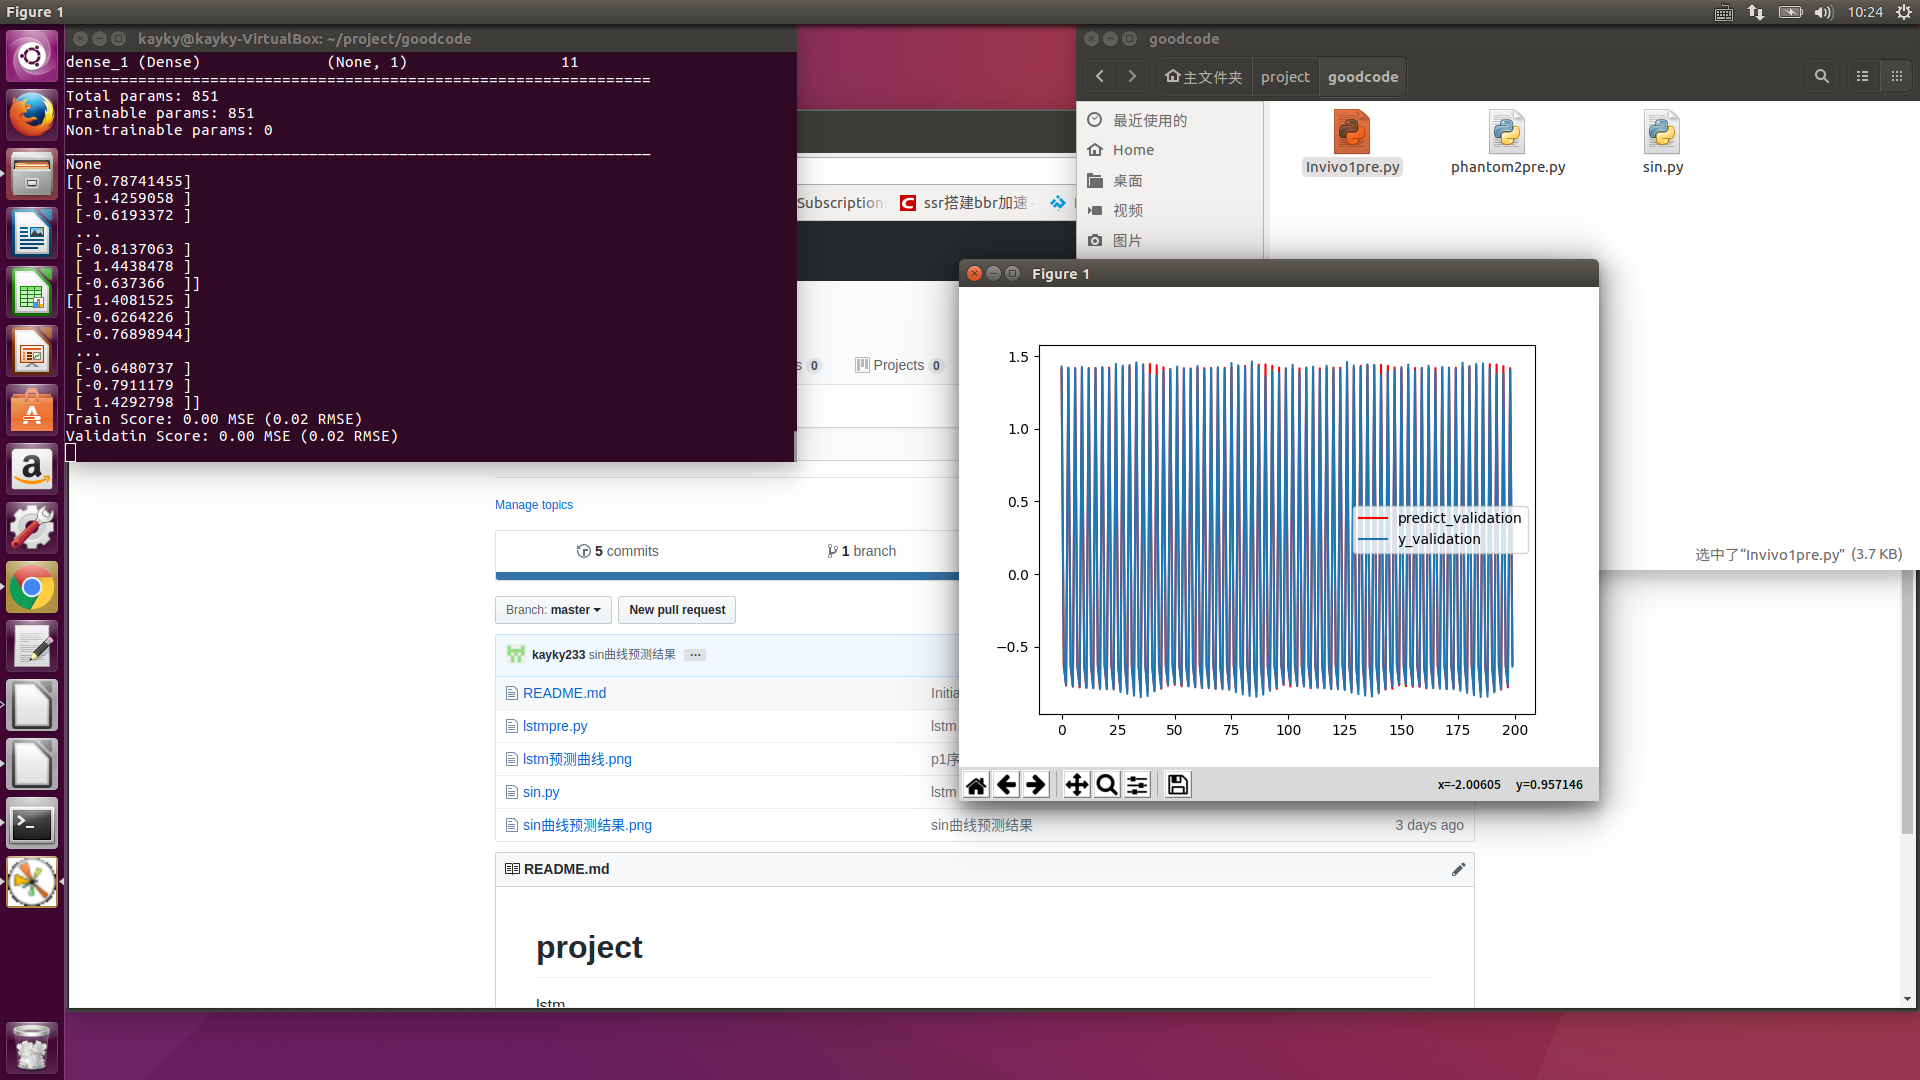 Figure 1
10:24
kayky@kayky-VirtualBox: ~/project/goodcode
dense_1 (Dense) (None, 1) 11
=================================================================
Total params: 851
Trainable params: 851
Non-trainable params: 0
_________________________________________________________________
None
[[-0.78741455]
[ 1.4259058 ]
[-0.6193372 ]
...
[-0.8137063 ]
[ 1.4438478 ]
[-0.637366 ]]
[[ 1.4081525 ]
[-0.6264226 ]
[-0.76898944]
...
[-0.6480737 ]
[-0.7911179 ]
[ 1.4292798 ]]
Train Score: 0.00 MSE (0.02 RMSE)
Validatin Score: 0.00 MSE (0.02 RMSE)
goodcode
主文件夹 project goodcode
最近使用的
Home
桌面
视频
图片
Invivo1pre.py phantom2pre.py sin.py
选中了“Invivo1pre.py” (3.7 KB)
Subscription ssr搭建bbr加速
0 Projects 0
Manage topics
5 commits 1 branch
Branch: master New pull request
kayky233 sin曲线预测结果 …
README.md Initia
lstmpre.py lstm
lstm预测曲线.png p1序
sin.py lstm
sin曲线预测结果.png sin曲线预测结果 3 days ago
README.md
project
lstm
Figure 1
1.5
1.0
0.5
0.0
−0.5
0 25 50 75 100 125 150 175 200
predict_validation
y_validation
x=-2.00605 y=0.957146